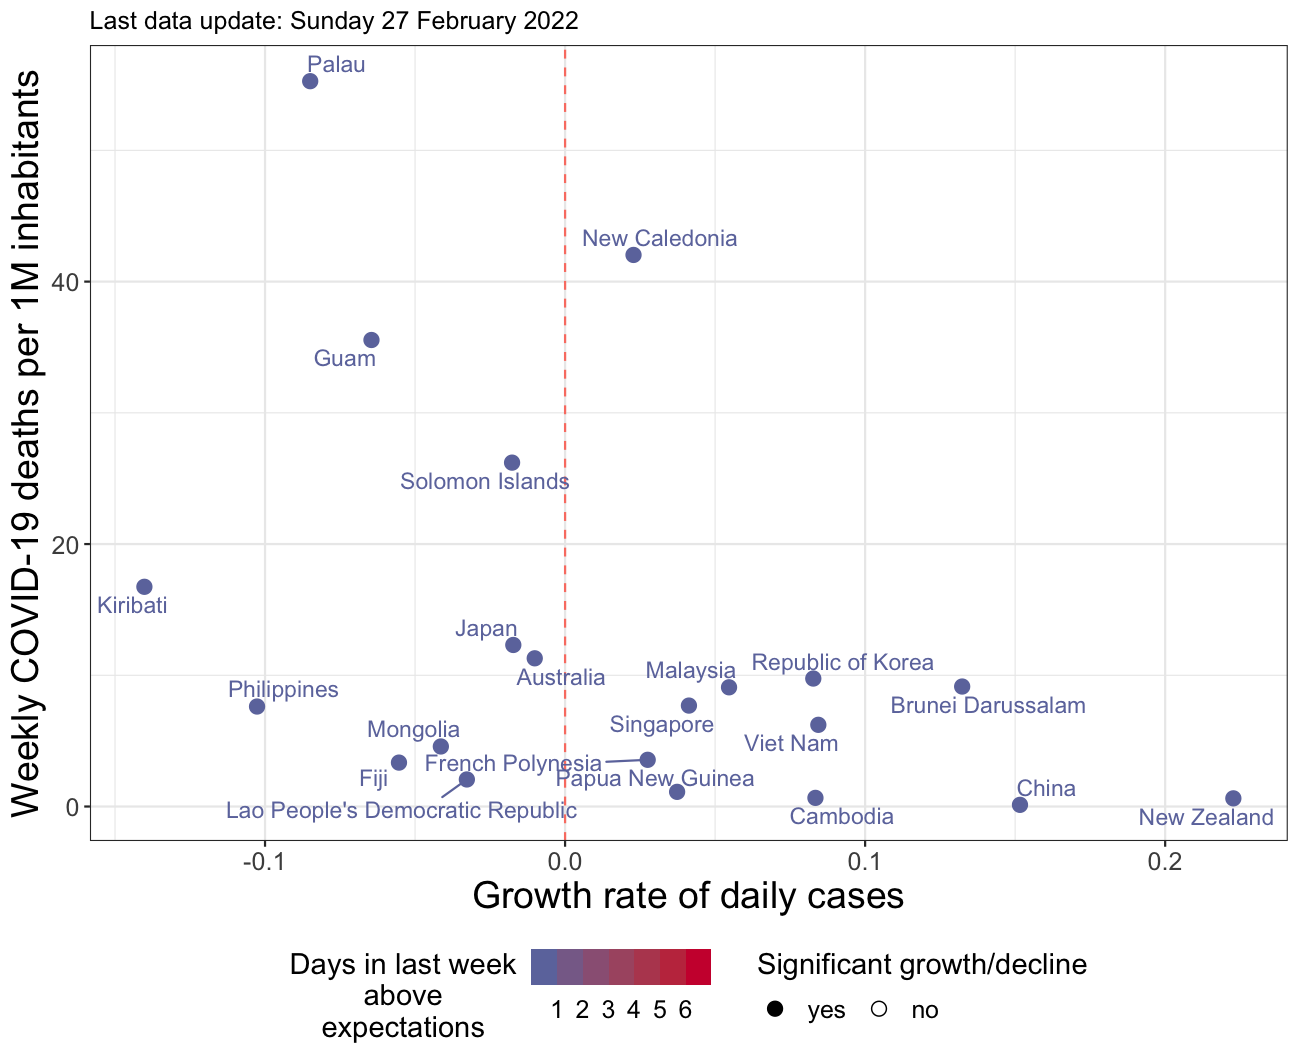 Last data update: Sunday 27 February 2022
Weekly COVID-19 deaths per 1M inhabitants
40
20
0
Palau
New Caledonia
Guam
Solomon Islands
Kiribati
Japan
Australia
Malaysia
Republic of Korea
Philippines
Brunei Darussalam
Singapore
Mongolia
Viet Nam
French Polynesia
Fiji
Papua New Guinea
China
Lao People's Democratic Republic
Cambodia
New Zealand
-0.1
0.0
0.1
0.2
Growth rate of daily cases
Days in last week
above
expectations
1 2 3 4 5 6
Significant growth/decline
yes no